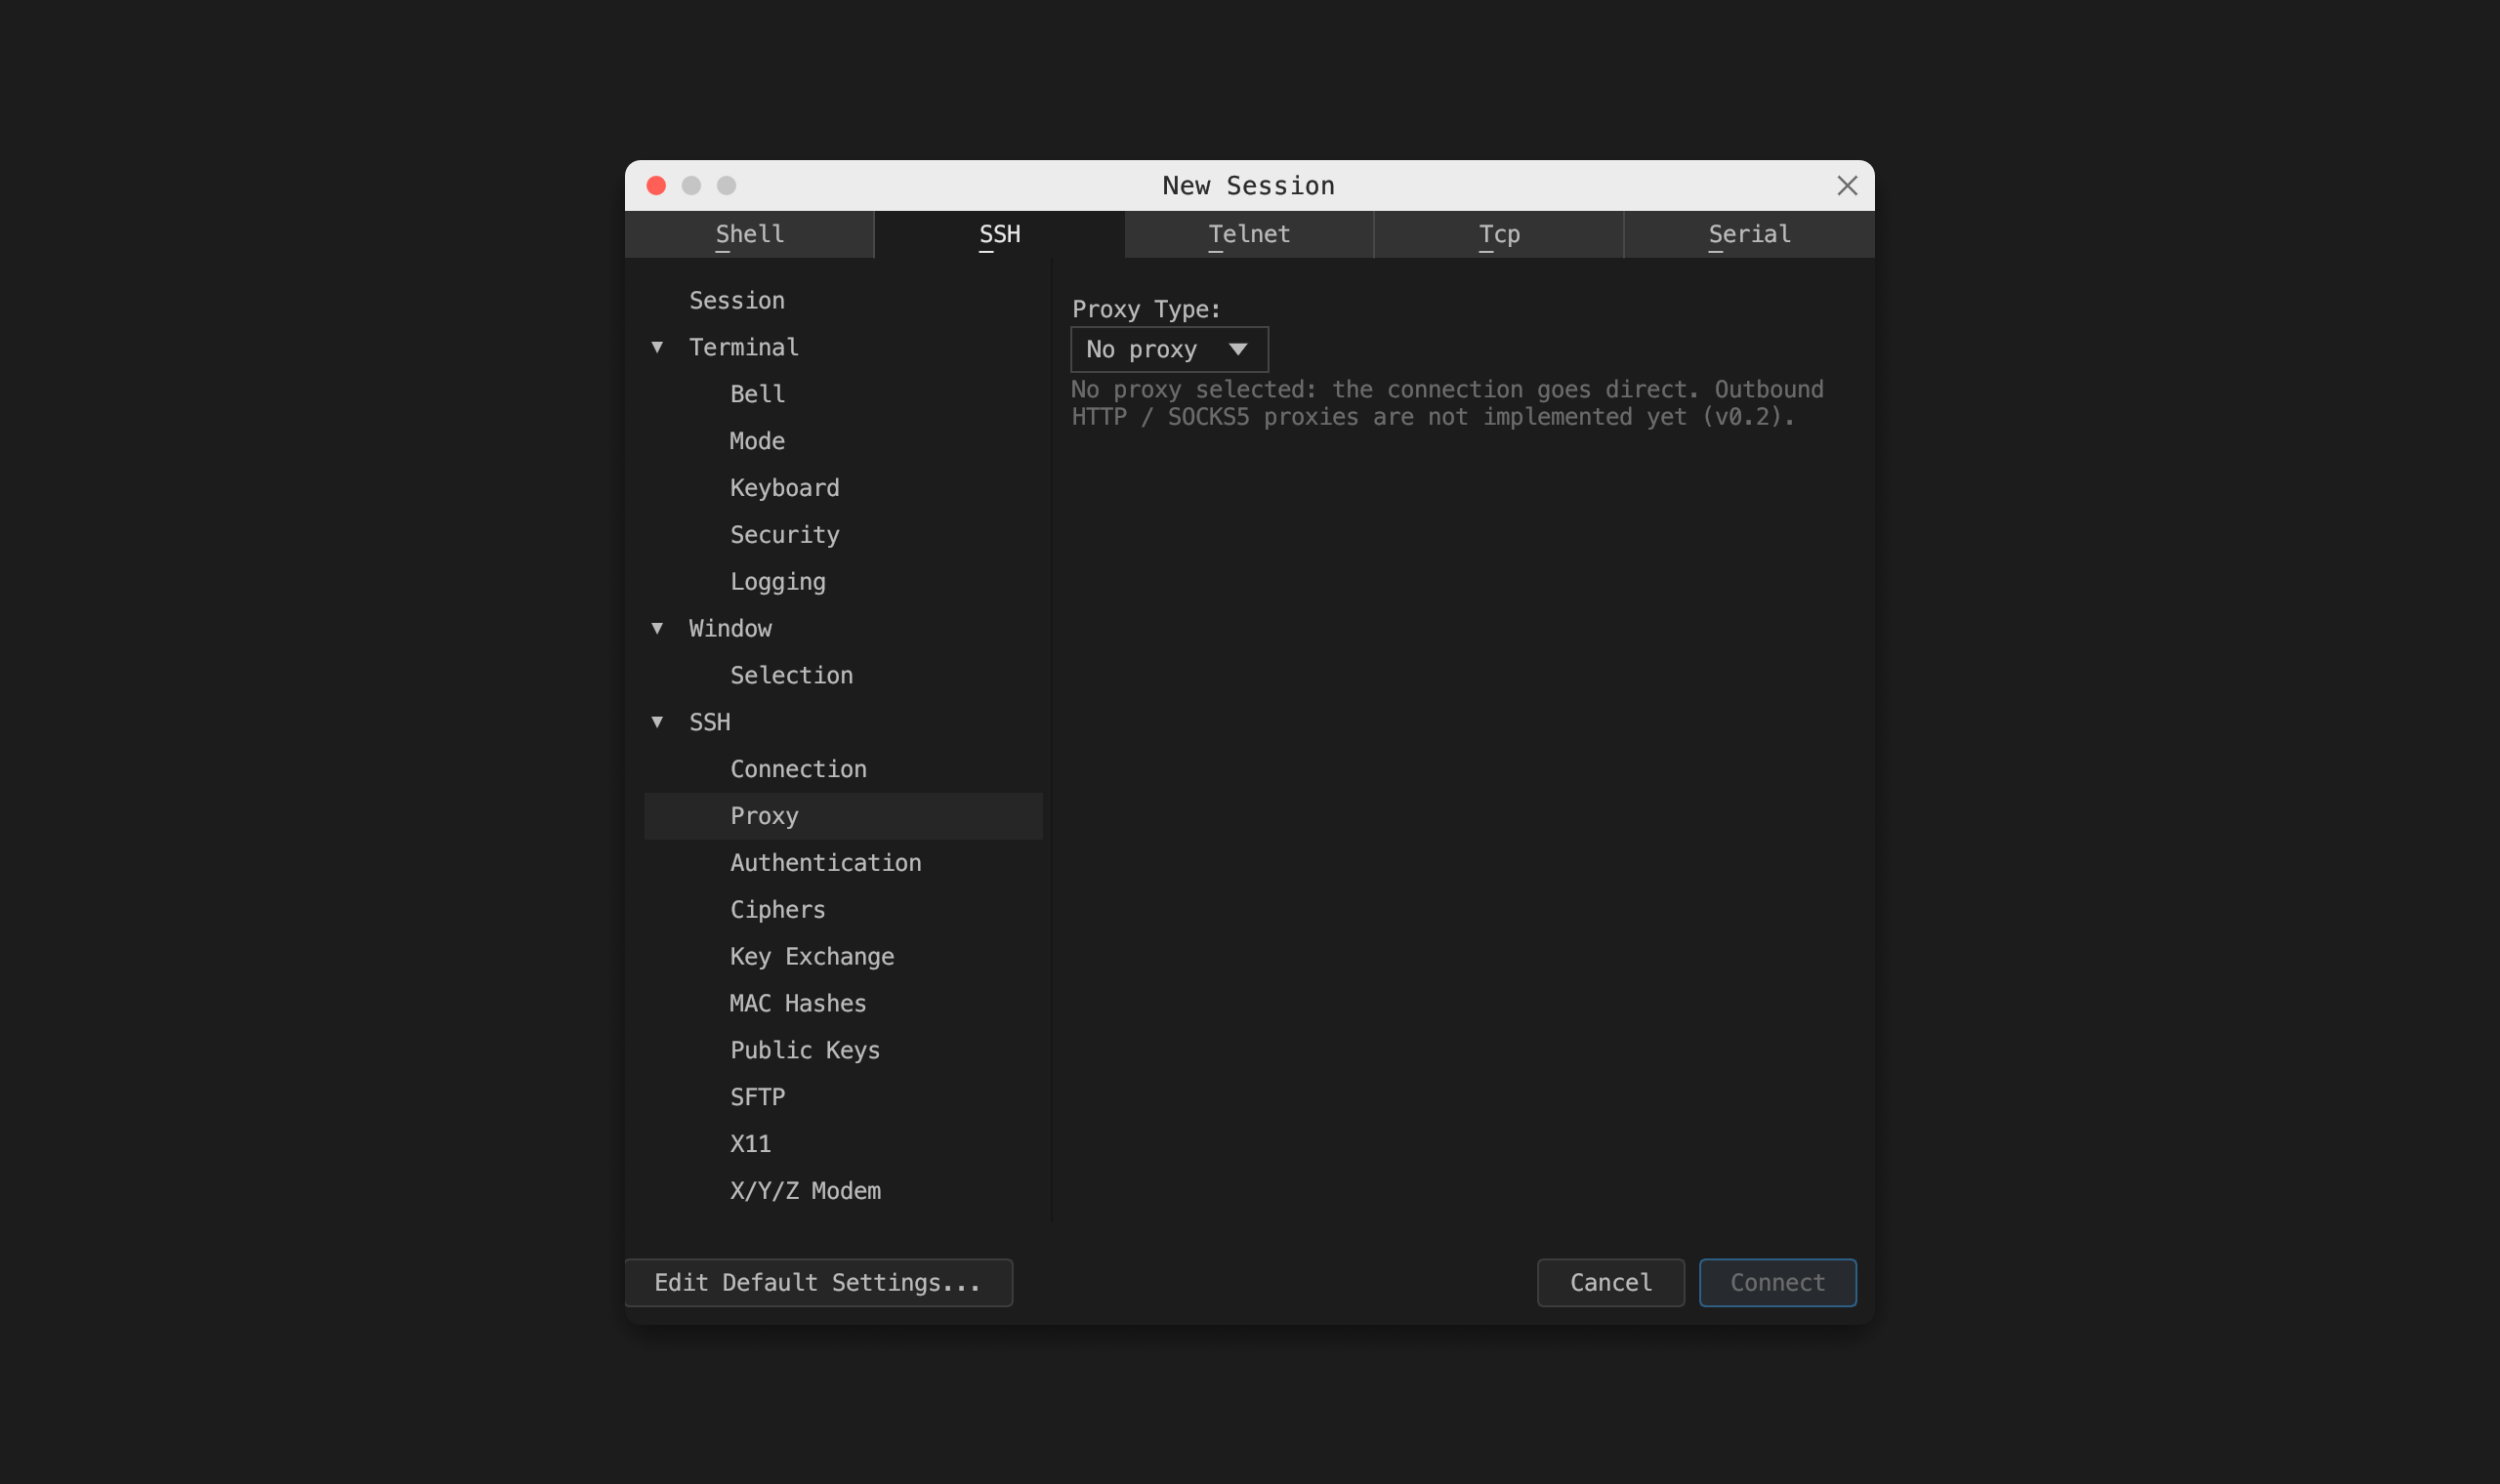 New Session
Shell
SSH
Telnet
Tcp
Serial
Session
Terminal
Bell
Mode
Keyboard
Security
Logging
Window
Selection
SSH
Connection
Proxy
Authentication
Ciphers
Key Exchange
MAC Hashes
Public Keys
SFTP
X11
X/Y/Z Modem
Proxy Type:
No proxy
No proxy selected: the connection goes direct. Outbound
HTTP / SOCKS5 proxies are not implemented yet (v0.2).
Edit Default Settings...
Cancel
Connect